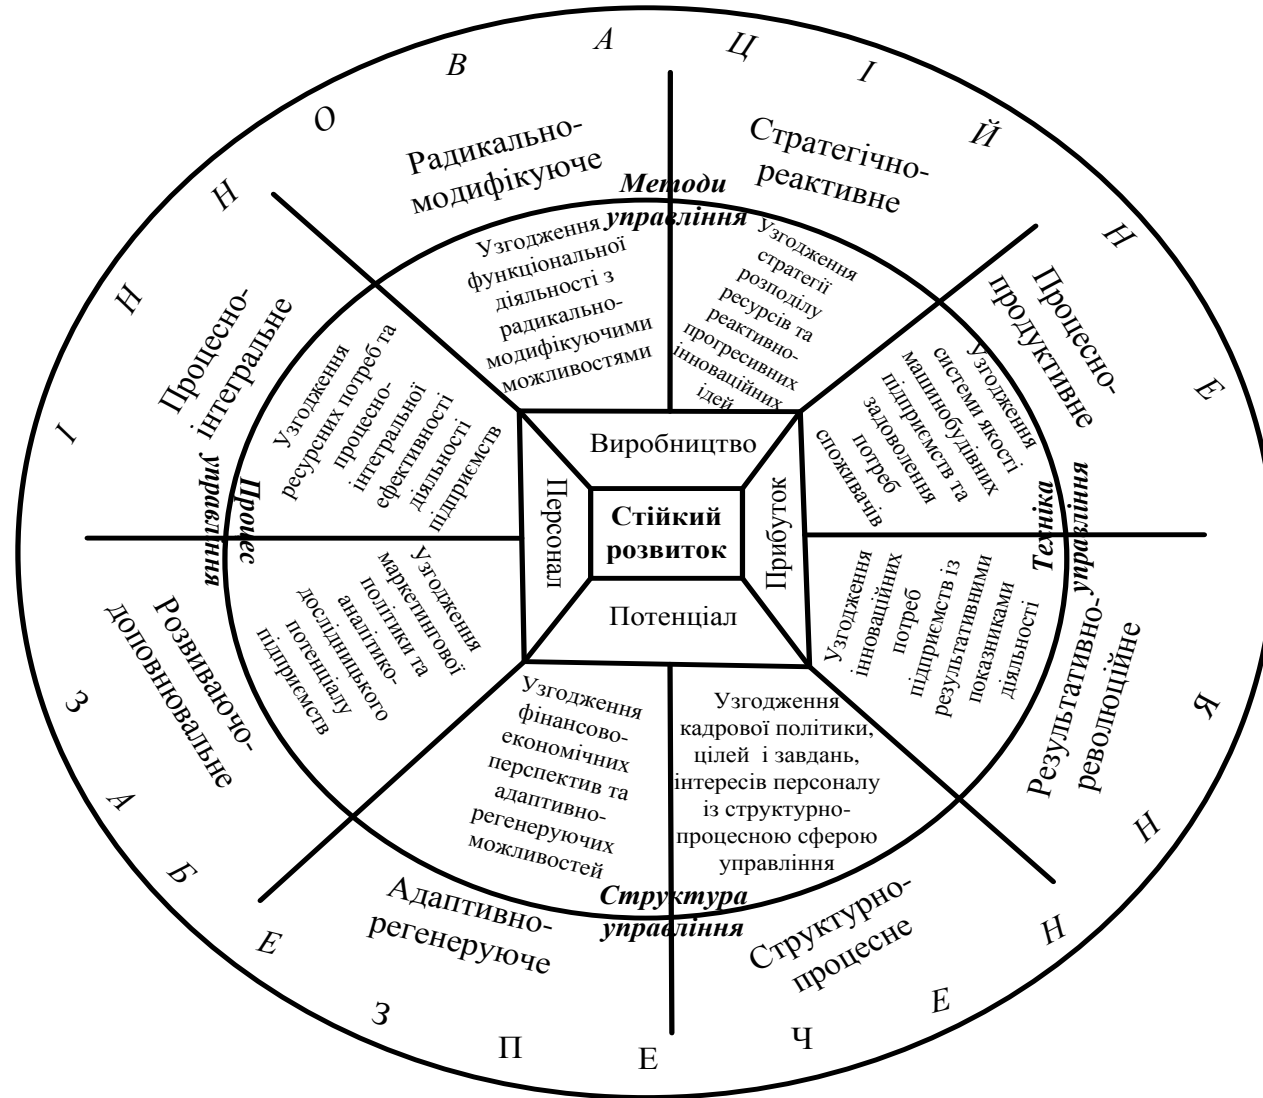 І Н Н О В А Ц І Й Н Е
З А Б Е З П Е Ч Е Н Н Я
Радикально-
модифікуюче
Стратегічно-
реактивне
Процесно-
продуктивне
Результативно-
революційне
Структурно-
процесне
Адаптивно-
регенеруюче
Розвиваючо-
доповнювальне
Процесно-
інтегральне
Методи
управління
Техніка
управління
Структура
управління
Процес
управління
Узгодження
функціональної
діяльності з
радикально-
модифікуючими
можливостями
Узгодження
стратегії
розподілу
ресурсів та
реактивно-
прогресивних
інноваційних
ідей
Узгодження
системи якості
машинобудівних
підприємств та
задоволення
потреб
споживачів
Узгодження
інноваційних
потреб
підприємств із
результативними
показниками
діяльності
Узгодження
кадрової політики,
цілей і завдань,
інтересів персоналу
із структурно-
процесною сферою
управління
Узгодження
фінансово-
економічних
перспектив та
адаптивно-
регенеруючих
можливостей
Узгодження
маркетингової
політики та
аналітико-
дослідницького
потенціалу
підприємств
Узгодження
ресурсних потреб та
процесно-
інтегральної
ефективності
діяльності
підприємств
Виробництво
Прибуток
Потенціал
Персонал
Стійкий
розвиток